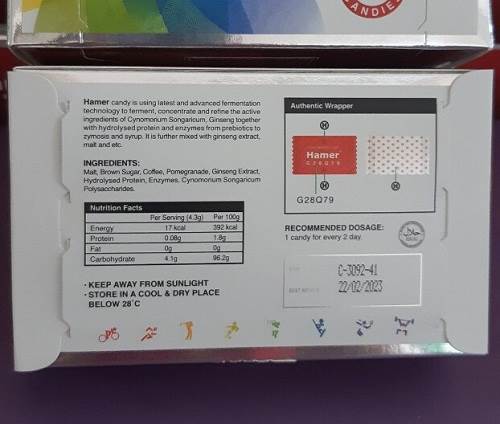 ANDIE
Hamer candy is using latest and advanced fermentation
technology to ferment, concentrate and refine the active
ingredients of Cynomorium Songaricum, Ginseng together
with hydrolysed protein and enzymes from prebiotics to
zymosis and syrup. It is further mixed with ginseng extract,
malt and etc.
INGREDIENTS:
Malt, Brown Sugar, Coffee, Pomegranate, Ginseng Extract,
Hydrolysed Protein, Enzymes, Cynomorium Songaricum
Polysaccharides.
Nutrition Facts
Per Serving (4.3g) Per 100g
Energy 17 kcal 392 kcal
Protein 0.08g 1.8g
Fat 0g 0g
Carbohydrate 4.1g 96.2g
· KEEP AWAY FROM SUNLIGHT
· STORE IN A COOL & DRY PLACE
BELOW 28°C
Authentic Wrapper
H
Hamer
H H
G28Q79
RECOMMENDED DOSAGE:
1 candy for every 2 day.
حلال
C-3092-41
22/02/2023